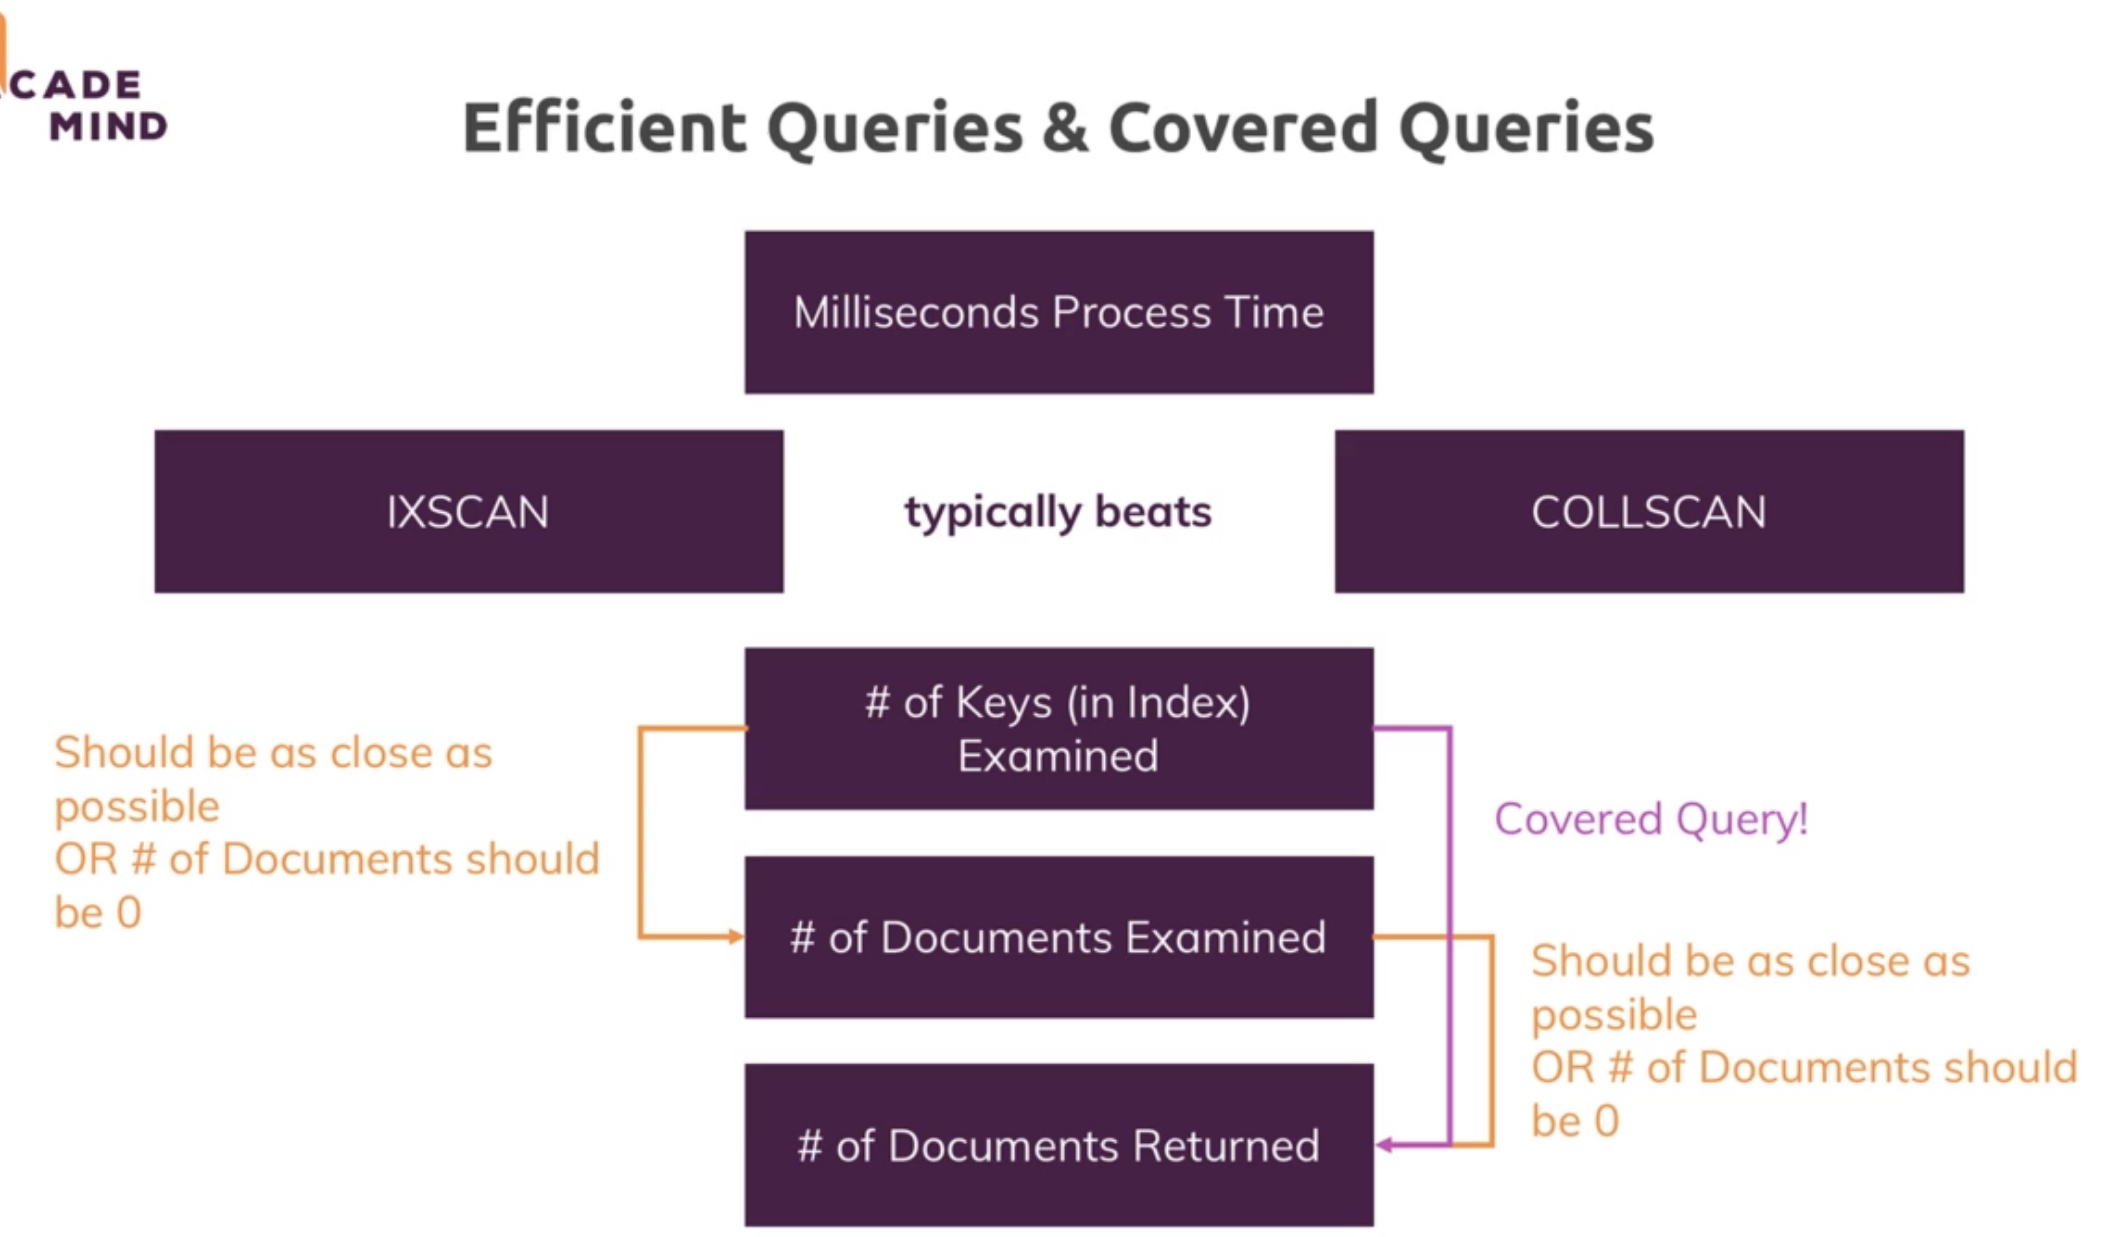 CADE
MIND
Efficient Queries & Covered Queries
Milliseconds Process Time
IXSCAN
typically beats
COLLSCAN
# of Keys (in Index)
Examined
Should be as close as
possible
OR # of Documents should
be 0
Covered Query!
# of Documents Examined
Should be as close as
possible
OR # of Documents should
be 0
# of Documents Returned